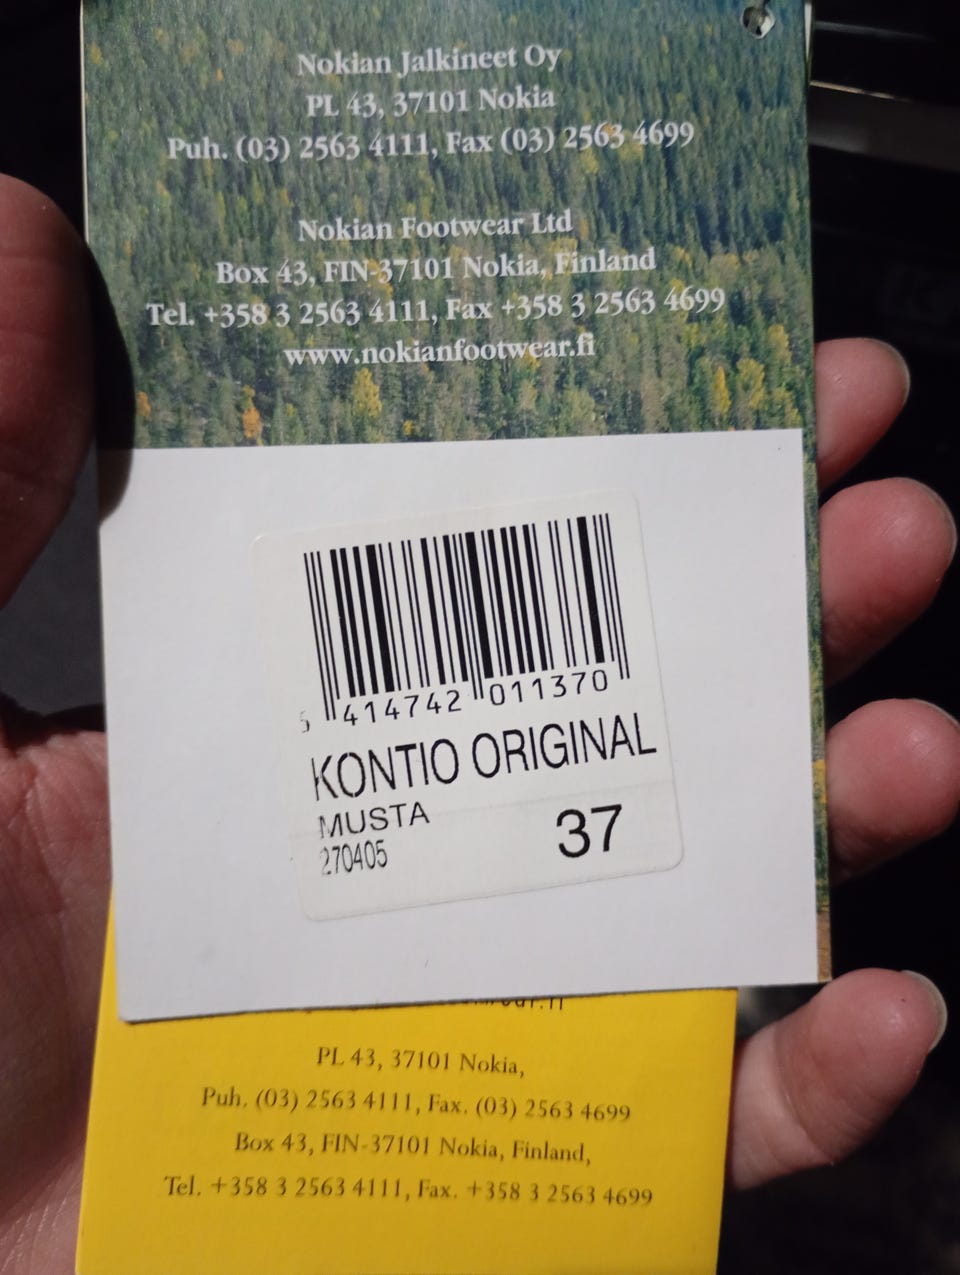 Nokian Jalkineet Oy
PL 43, 37101 Nokia
Puh. (03) 2563 4111, Fax (03) 2563 4699
Nokian Footwear Ltd
Box 43, FIN-37101 Nokia, Finland
Tel. +358 3 2563 4111, Fax +358 3 2563 4699
www.nokianfootwear.fi
5 414742 011370
KONTIO ORIGINAL
MUSTA
270405 37
PL 43, 37101 Nokia,
Puh. (03) 2563 4111, Fax. (03) 2563 4699
Box 43, FIN-37101 Nokia, Finland,
Tel. +358 3 2563 4111, Fax. +358 3 2563 4699